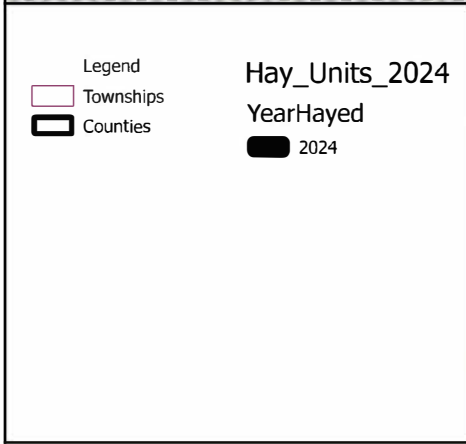 Legend
Townships
Counties
Hay_Units_2024
YearHayed
2024